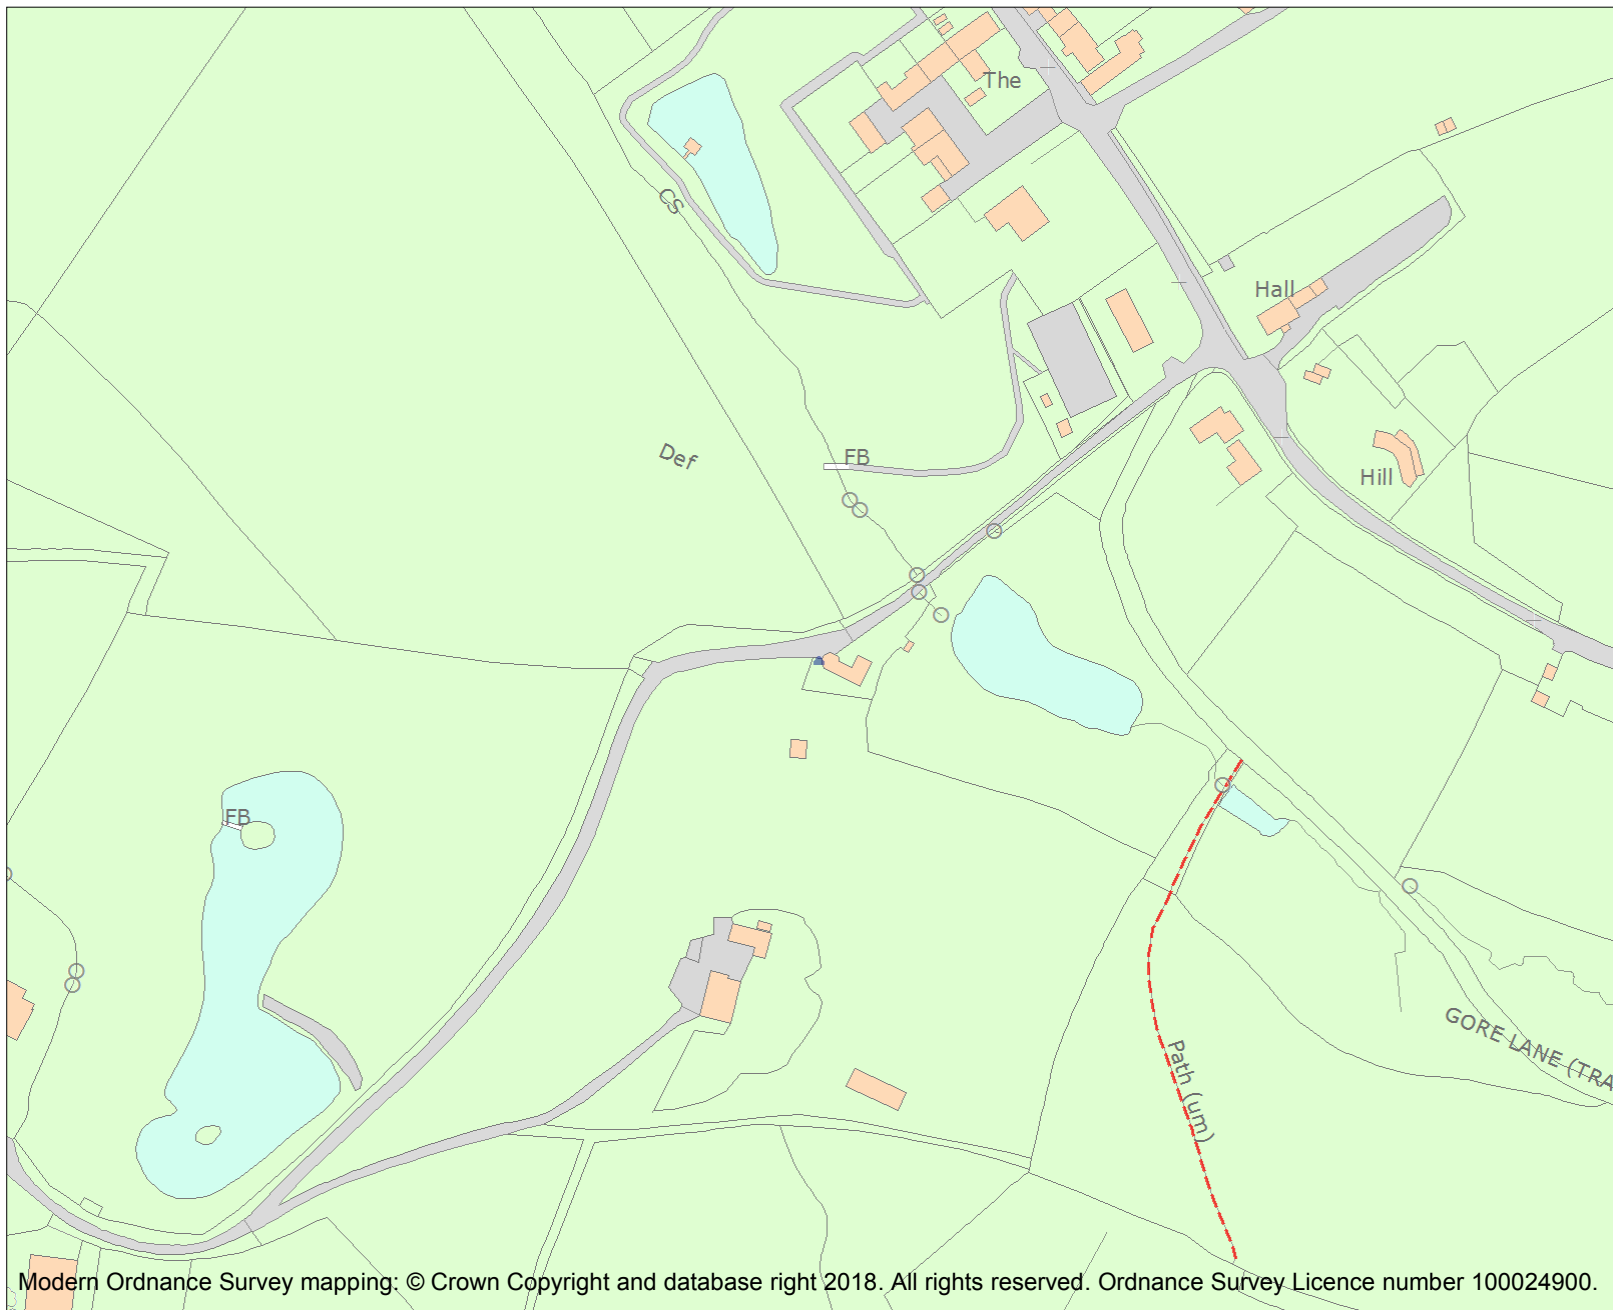 The
CS
Hall
Def
FB
Hill
FB
GORE LANE (TRA
Path (um)
Modern Ordnance Survey mapping: © Crown Copyright and database right 2018. All rights reserved. Ordnance Survey Licence number 100024900.